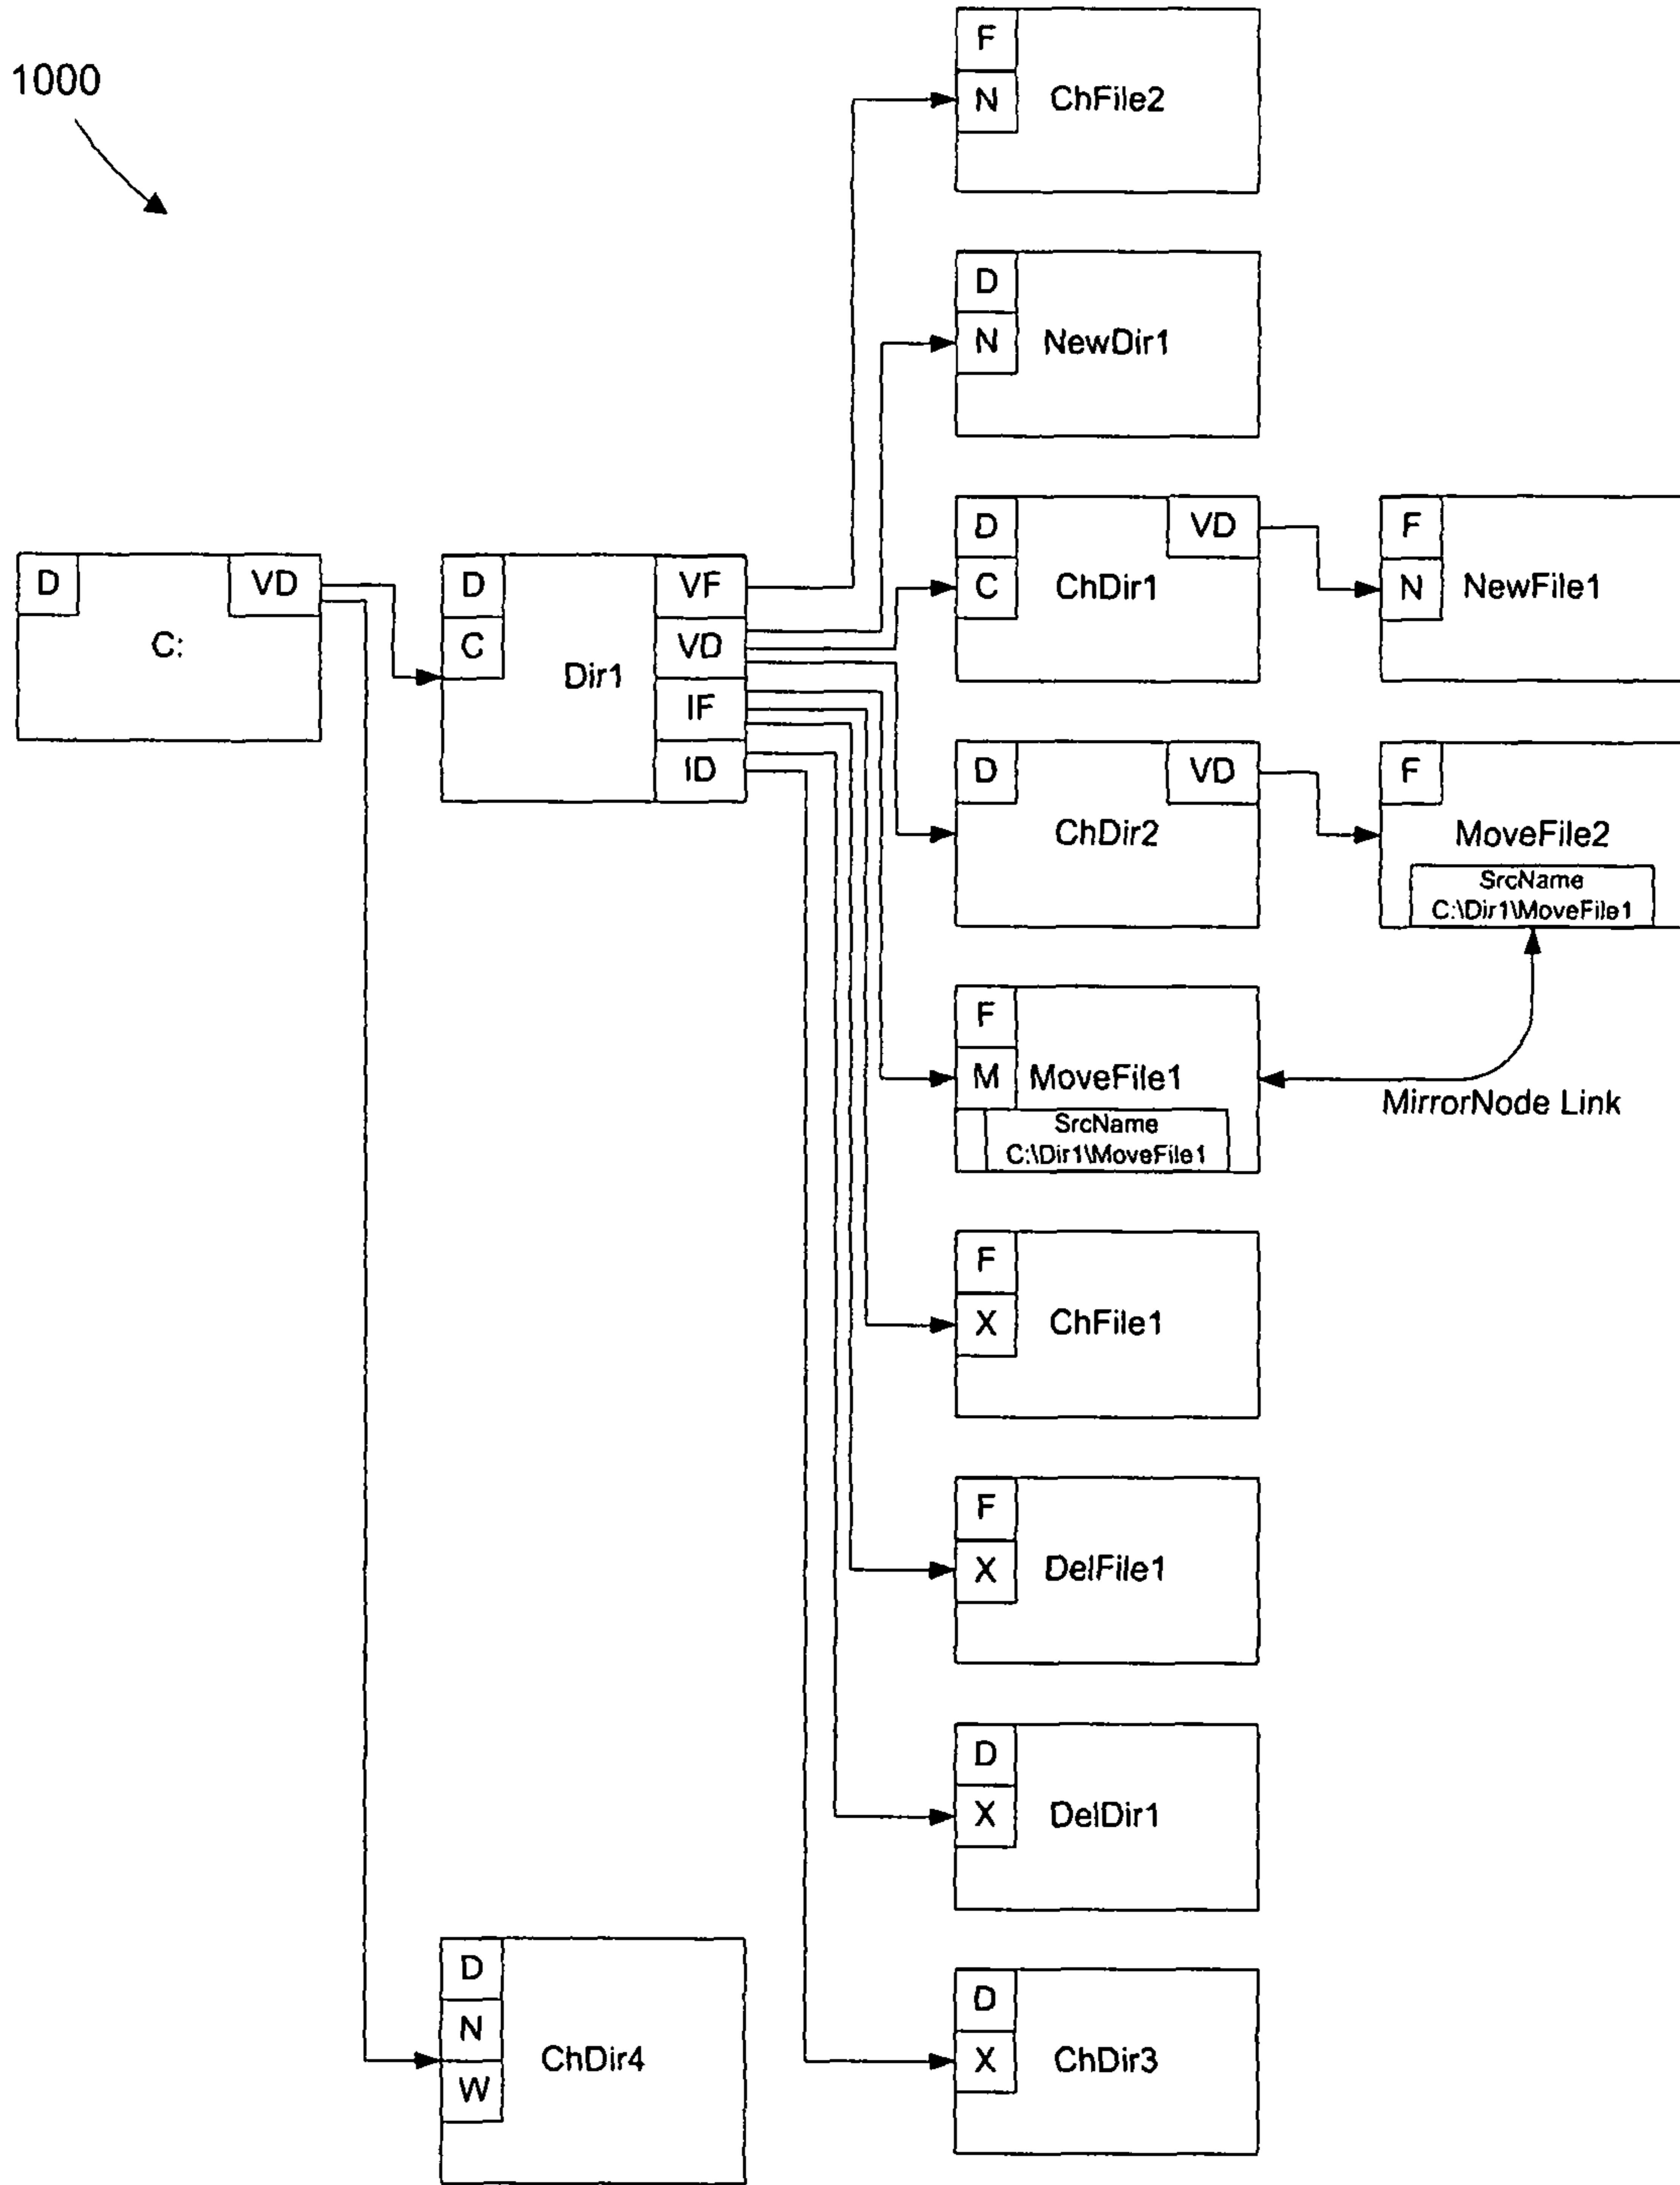 1000
F
N
ChFile2
D
N
NewDir1
D
VD
C:
D
C
Dir1
VF
VD
IF
ID
D
C
ChDir1
VD
F
N
NewFile1
D
ChDir2
VD
F
MoveFile2
SrcName
C:\Dir1\MoveFile1
F
M
MoveFile1
SrcName
C:\Dir1\MoveFile1
MirrorNode Link
F
X
ChFile1
F
X
DelFile1
D
X
DelDir1
D
N
W
ChDir4
D
X
ChDir3